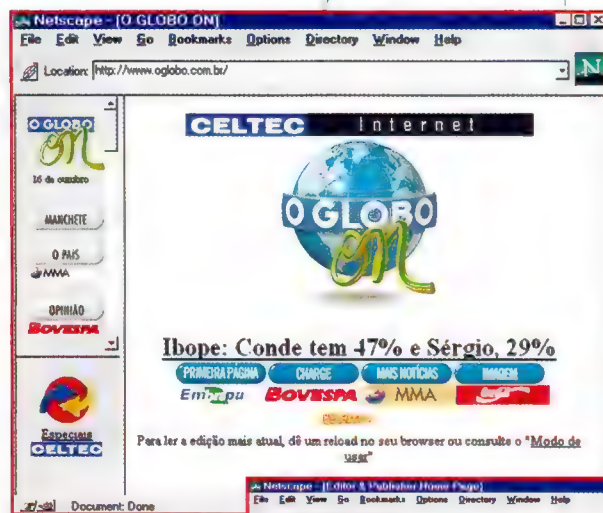 Netscape - [O GLOBO ON]
File Edit View Go Bookmarks Options Directory Window Help
Location: http://www.oglobo.com.br/
N
O GLOBO
On
16 de outubro
MANCHETE
O PAÍS
MMA
OPINIÃO
BOVESPA
Especiais
CELTEC
CELTEC Internet
O GLOBO
On
Ibope: Conde tem 47% e Sérgio, 29%
PRIMEIRA PÁGINA CHARGE MAIS NOTÍCIAS IMAGEM
BOVESPA MMA
Para ler a edição mais atual, dê um reload no seu browser ou consulte o "Modo de
usar"
Document: Done
Netscape - [Editor & Publisher Home Page]
File Edit View Go Bookmarks Options Directory Window Help